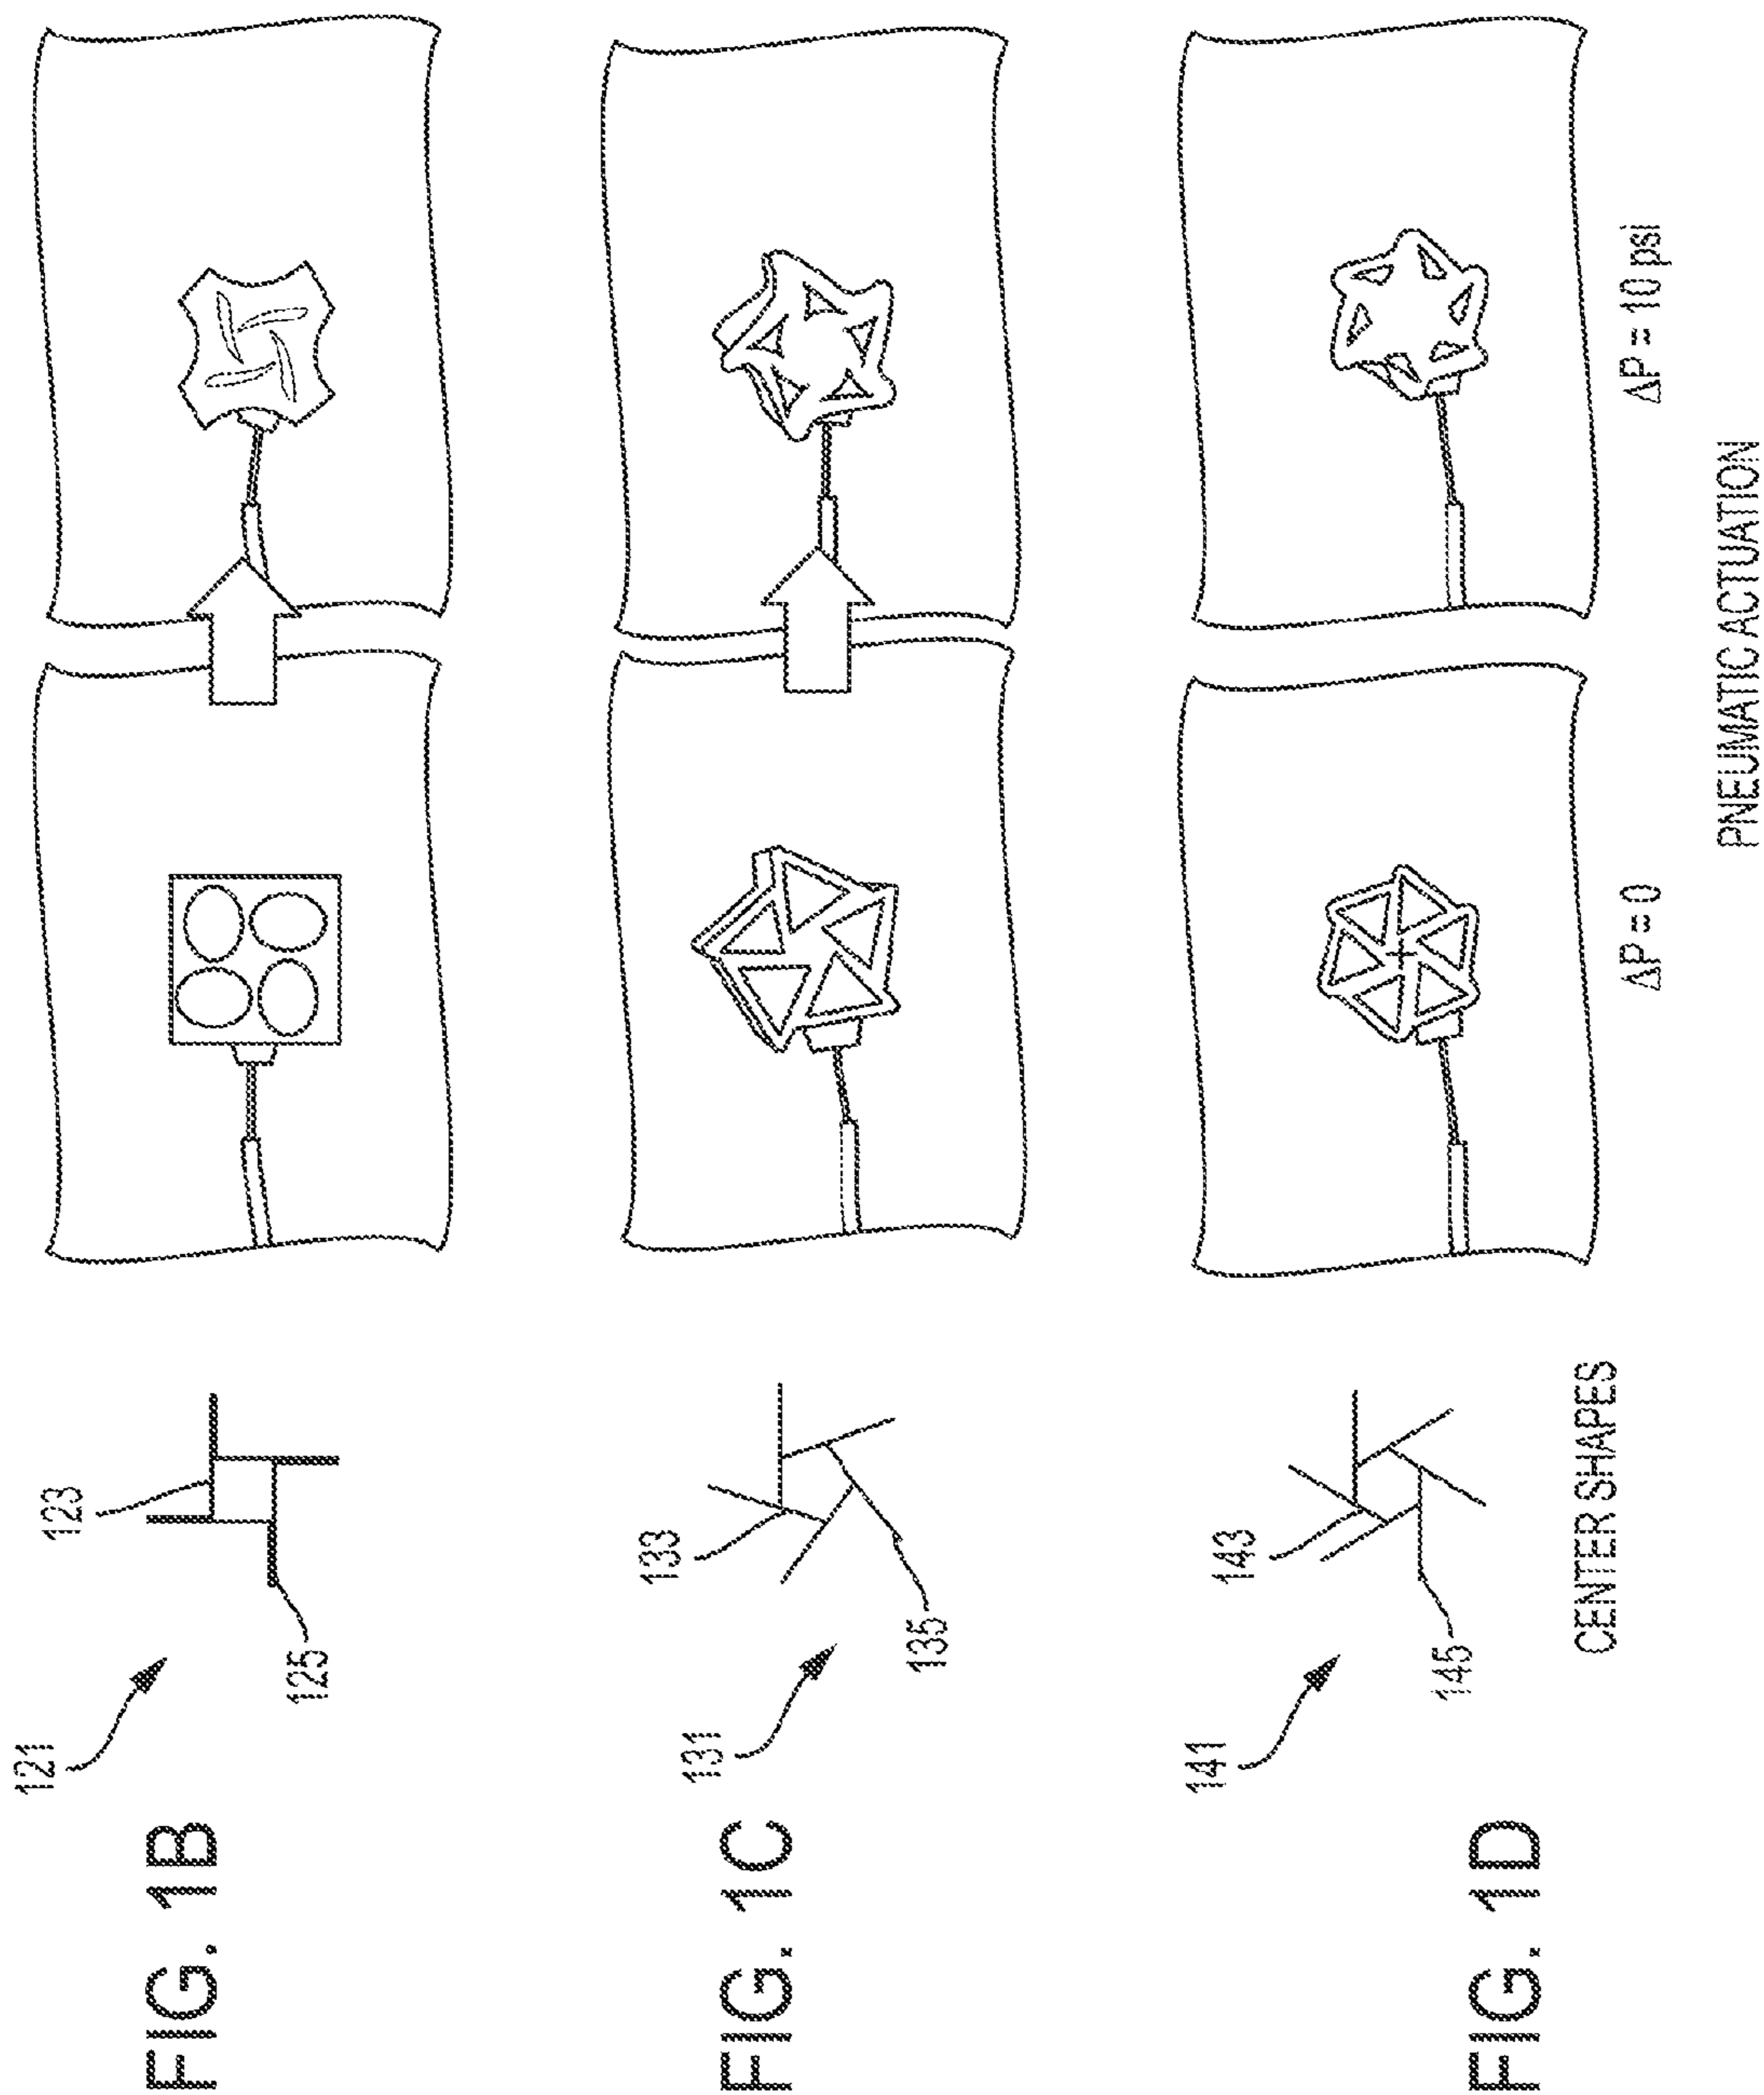 FIG. 1B
121
123
125
FIG. 1C
131
133
135
FIG. 1D
141
143
145
CENTER SHAPES
ΔP = 0
ΔP = 10 psi
PNEUMATIC ACTUATION